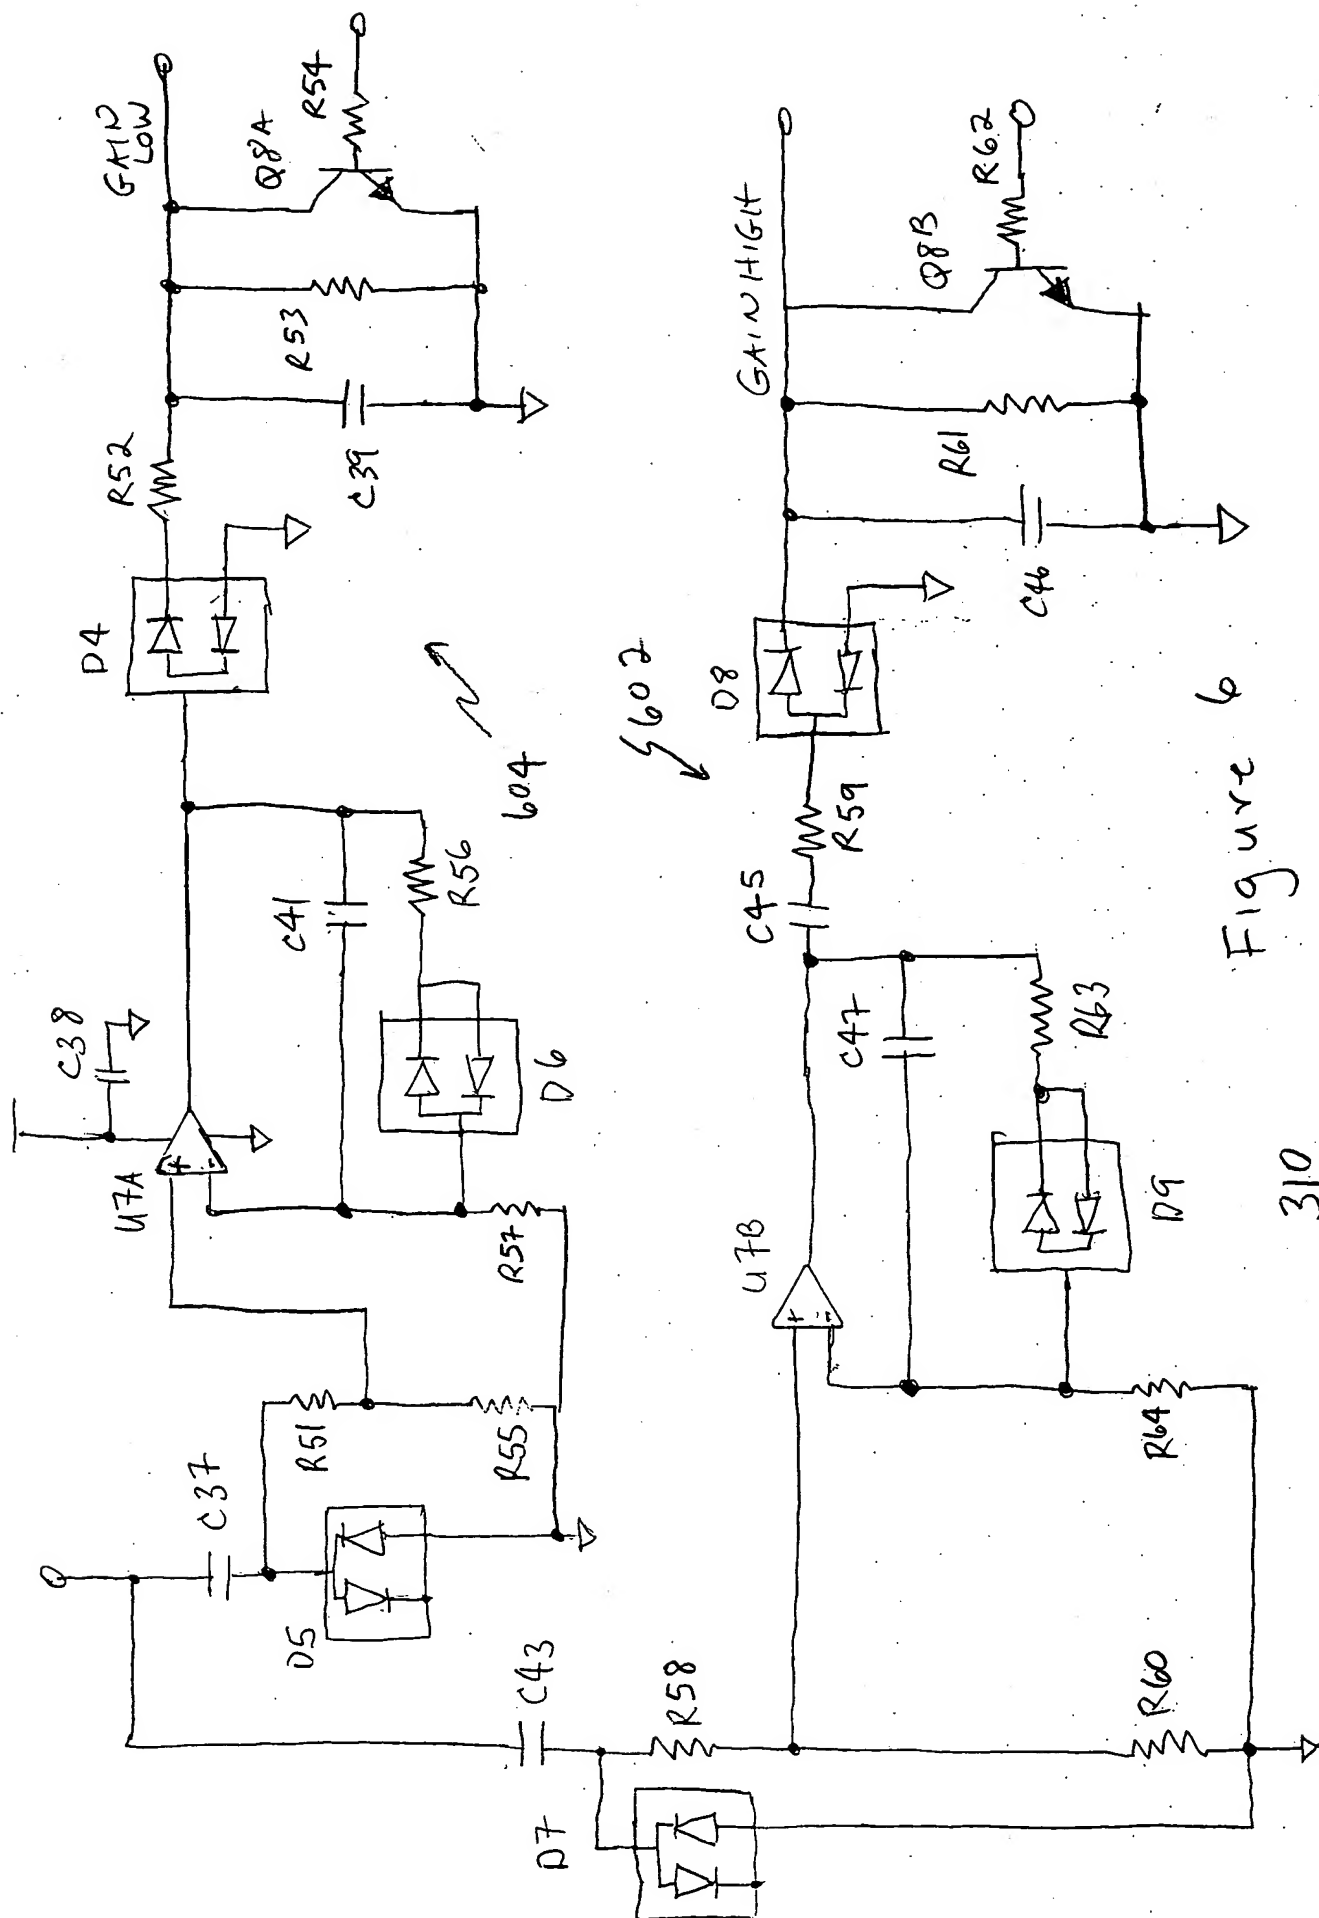 GAIN
LOW
R54
Q8A
R53
R52
C39
D4
604
C38
U7A
C41
R56
D6
R57
R51
R55
C37
D5
GAIN HIGH
R62
Q8B
R61
C46
D8
602
R59
C45
C47
R63
U7B
D9
R64
C43
R58
R60
D7
Figure 6
310